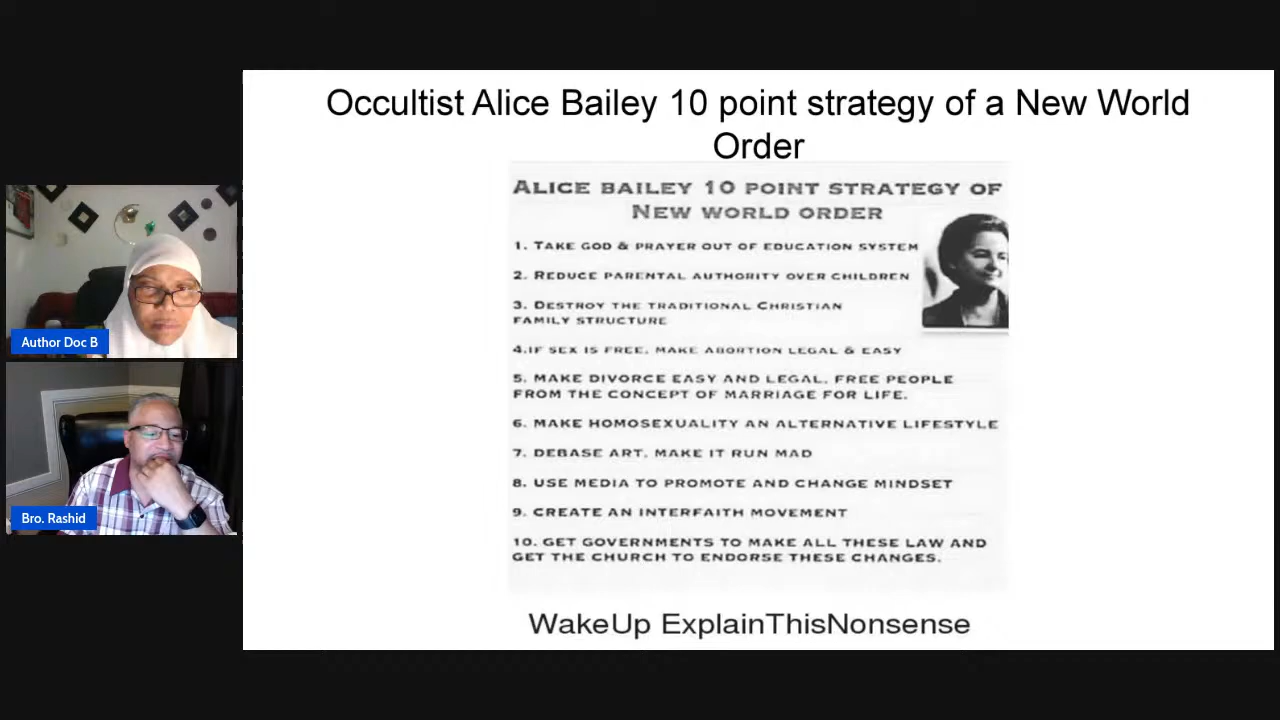 Occultist Alice Bailey 10 point strategy of a New World
Order
ALICE BAILEY 10 POINT STRATEGY OF
NEW WORLD ORDER
1. TAKE GOD & PRAYER OUT OF EDUCATION SYSTEM
2. REDUCE PARENTAL AUTHORITY OVER CHILDREN
3. DESTROY THE TRADITIONAL CHRISTIAN
FAMILY STRUCTURE
4.IF SEX IS FREE, MAKE ABORTION LEGAL & EASY
5. MAKE DIVORCE EASY AND LEGAL, FREE PEOPLE
FROM THE CONCEPT OF MARRIAGE FOR LIFE.
6. MAKE HOMOSEXUALITY AN ALTERNATIVE LIFESTYLE
7. DEBASE ART, MAKE IT RUN MAD
8. USE MEDIA TO PROMOTE AND CHANGE MINDSET
9. CREATE AN INTERFAITH MOVEMENT
10. GET GOVERNMENTS TO MAKE ALL THESE LAW AND
GET THE CHURCH TO ENDORSE THESE CHANGES.
WakeUp ExplainThisNonsense
Author Doc B
Bro. Rashid